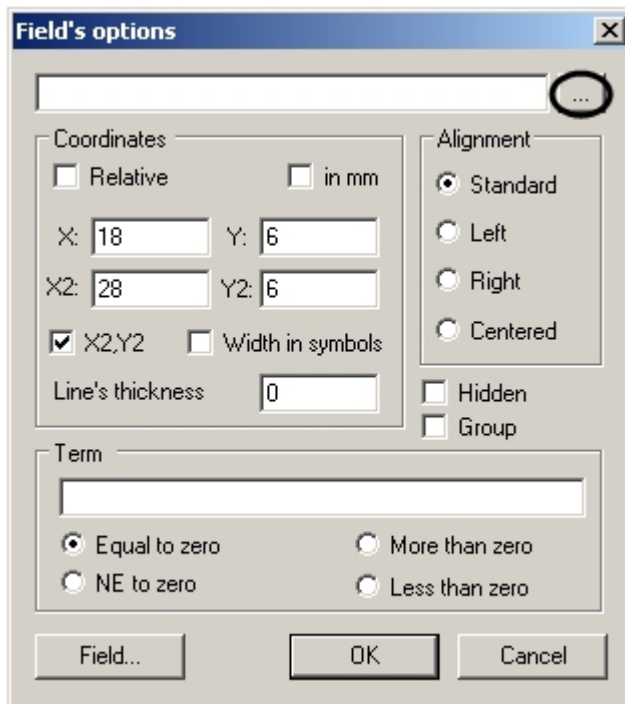 Field's options
...
Coordinates
Relative in mm
X: 18 Y: 6
X2: 28 Y2: 6
X2,Y2 Width in symbols
Line's thickness 0
Alignment
Standard
Left
Right
Centered
Hidden
Group
Term
Equal to zero More than zero
NE to zero Less than zero
Field... OK Cancel